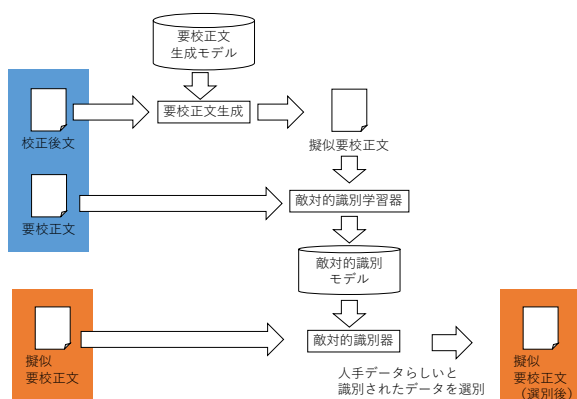 要校正文
生成モデル
校正後文
要校正文生成
擬似要校正文
要校正文
敵対的識別学習器
敵対的識別
モデル
擬似
要校正文
敵対的識別器
人手データらしいと
識別されたデータを選別
擬似
要校正文
（選別後）